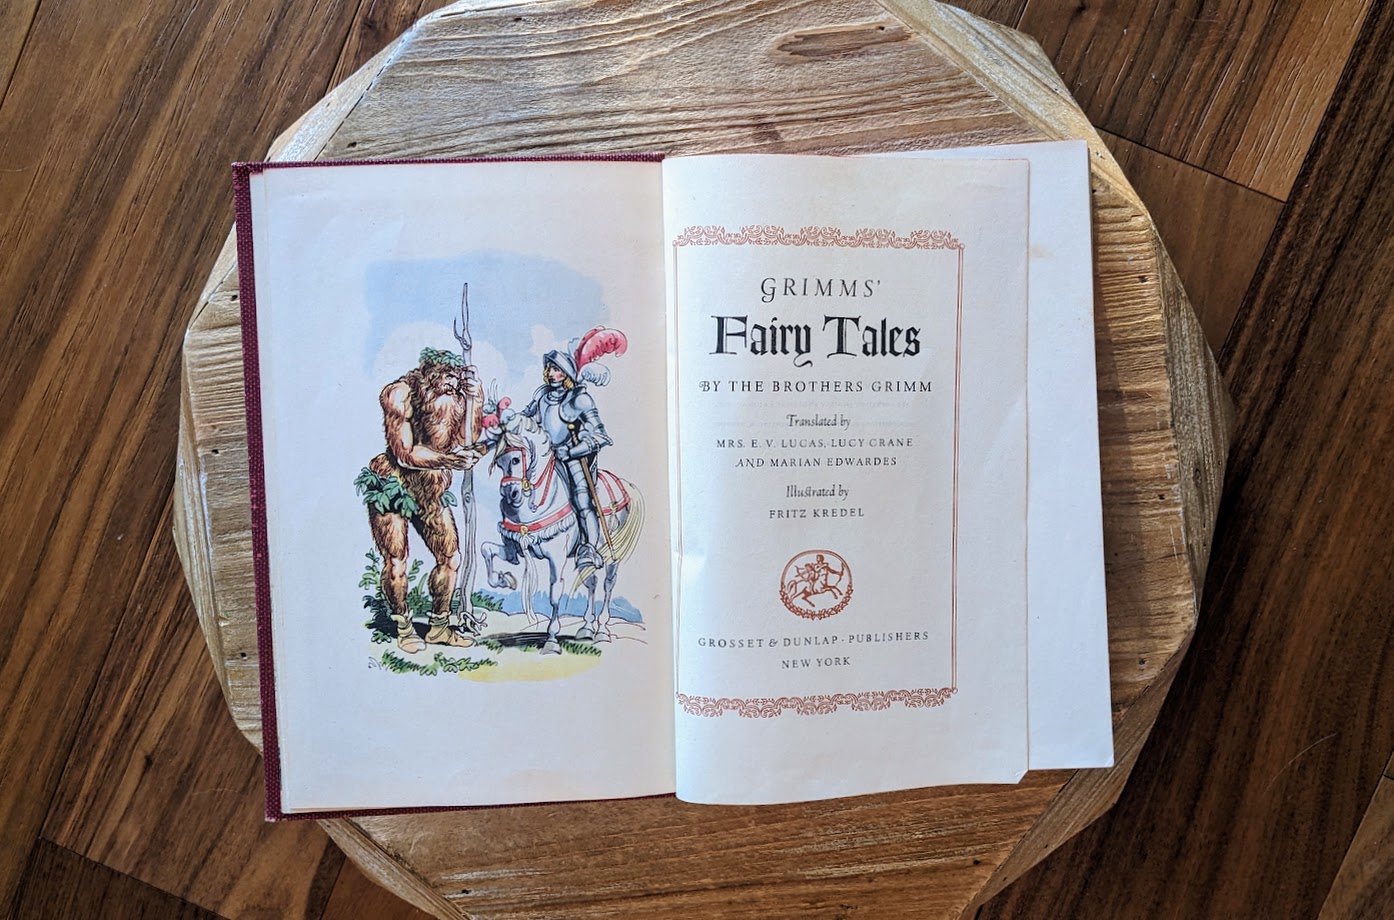 GRIMMS'
Fairy Tales
BY THE BROTHERS GRIMM
Translated by
MRS. E. V. LUCAS, LUCY CRANE
AND MARIAN EDWARDES
Illustrated by
FRITZ KREDEL
GROSSET & DUNLAP · PUBLISHERS
NEW YORK